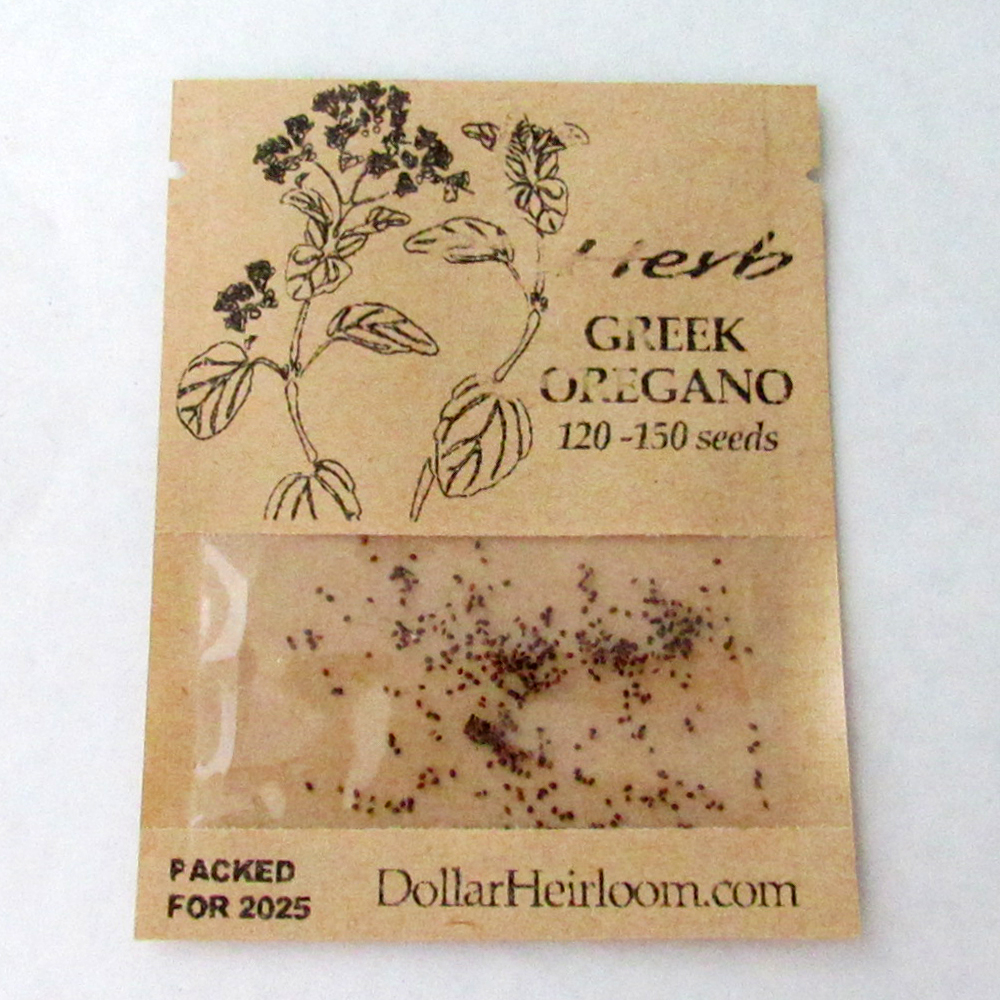 Herb
GREEK
OREGANO
120 -150 seeds
PACKED
FOR 2025
DollarHeirloom.com